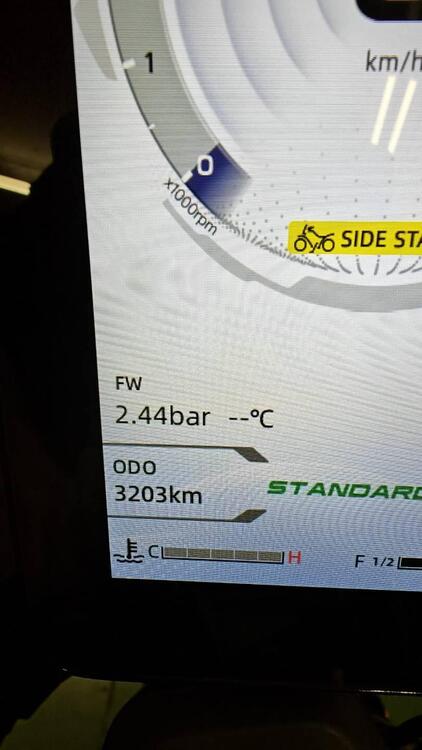 km/h
1
0
x1000rpm
SIDE STA
FW
2.44bar --°C
ODO
3203km
STANDARD
C H
F 1/2